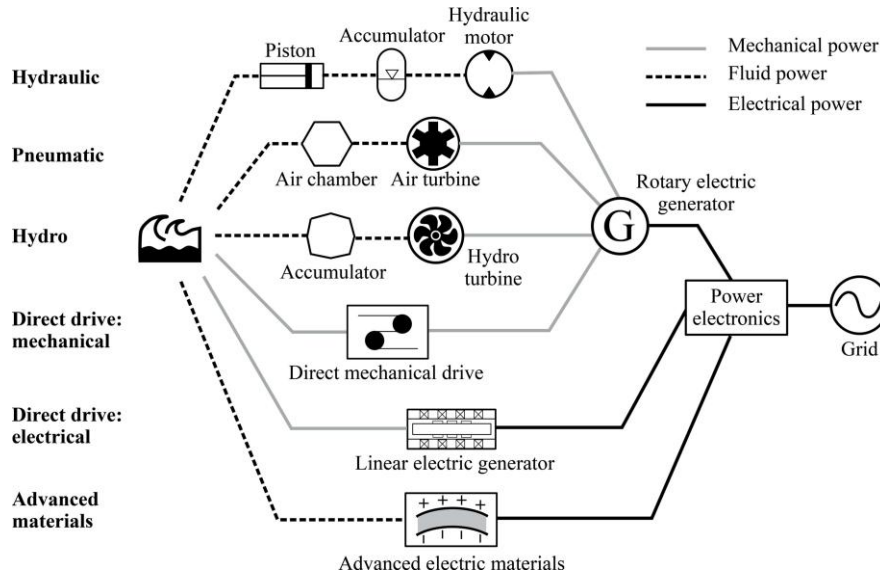 Hydraulic
Piston
Accumulator
Hydraulic
motor
Mechanical power
Fluid power
Electrical power
Pneumatic
Air chamber
Air turbine
Rotary electric
generator
G
Hydro
Accumulator
Hydro
turbine
Power
electronics
Grid
Direct drive:
mechanical
Direct mechanical drive
Direct drive:
electrical
Linear electric generator
Advanced
materials
+ + + + +
Advanced electric materials